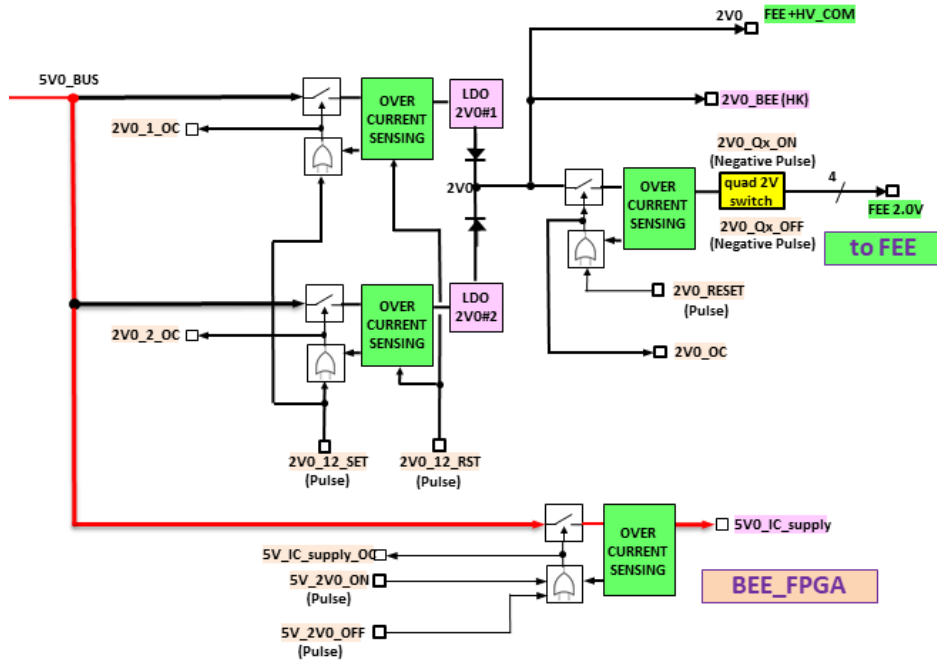 2V0
FEE+HV_COM
5V0_BUS
2V0_1_OC
OVER
CURRENT
SENSING
LDO
2V0#1
2V0_BEE(HK)
2V0
OVER
CURRENT
SENSING
2V0_Qx_ON
(Negative Pulse)
quad 2V
switch
4
FEE 2.0V
2V0_Qx_OFF
(Negative Pulse)
to FEE
2V0_RESET
(Pulse)
2V0_OC
2V0_2_OC
OVER
CURRENT
SENSING
LDO
2V0#2
2V0_12_SET
(Pulse)
2V0_12_RST
(Pulse)
5V_IC_supply_OC
5V_2V0_ON
(Pulse)
5V_2V0_OFF
(Pulse)
OVER
CURRENT
SENSING
5V0_IC_supply
BEE_FPGA